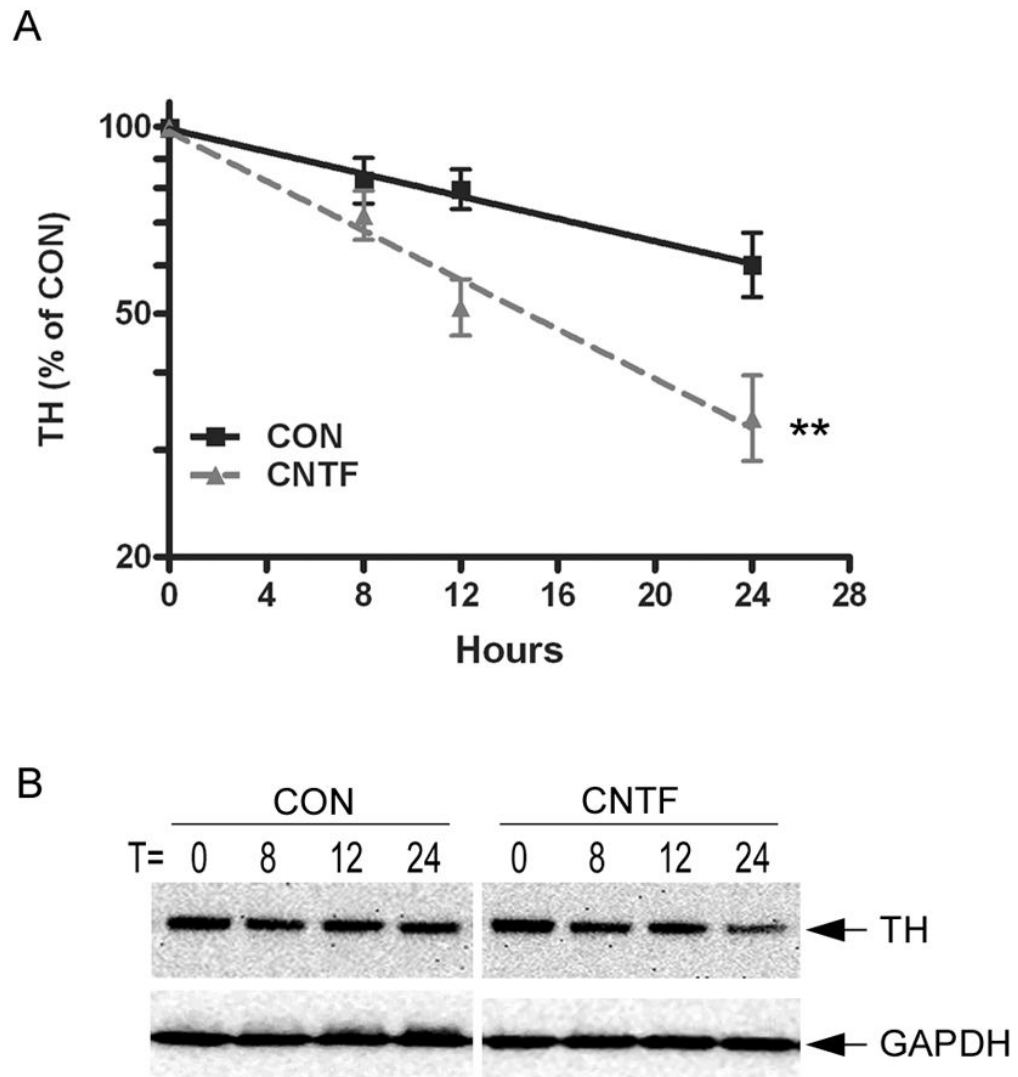 A
100
50
20
TH (% of CON)
CON
CNTF
**
0 4 8 12 16 20 24 28
Hours
B
CON CNTF
T= 0 8 12 24 0 8 12 24
TH
GAPDH